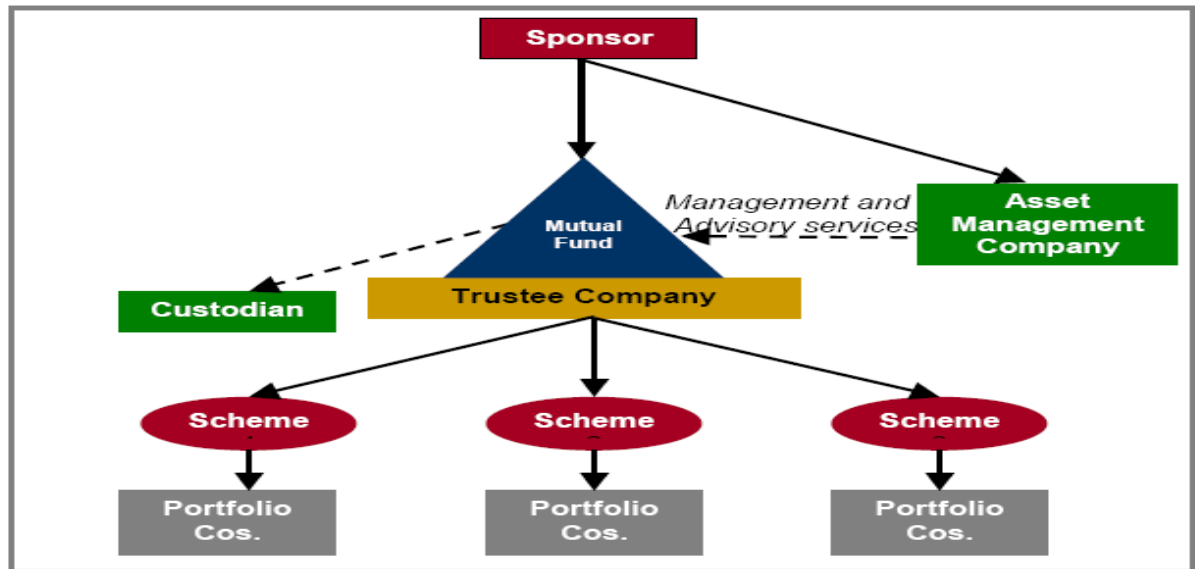 Sponsor
Management and
Advisory services
Asset
Management
Company
Mutual
Fund
Custodian
Trustee Company
Scheme
Scheme
Scheme
Portfolio
Cos.
Portfolio
Cos.
Portfolio
Cos.